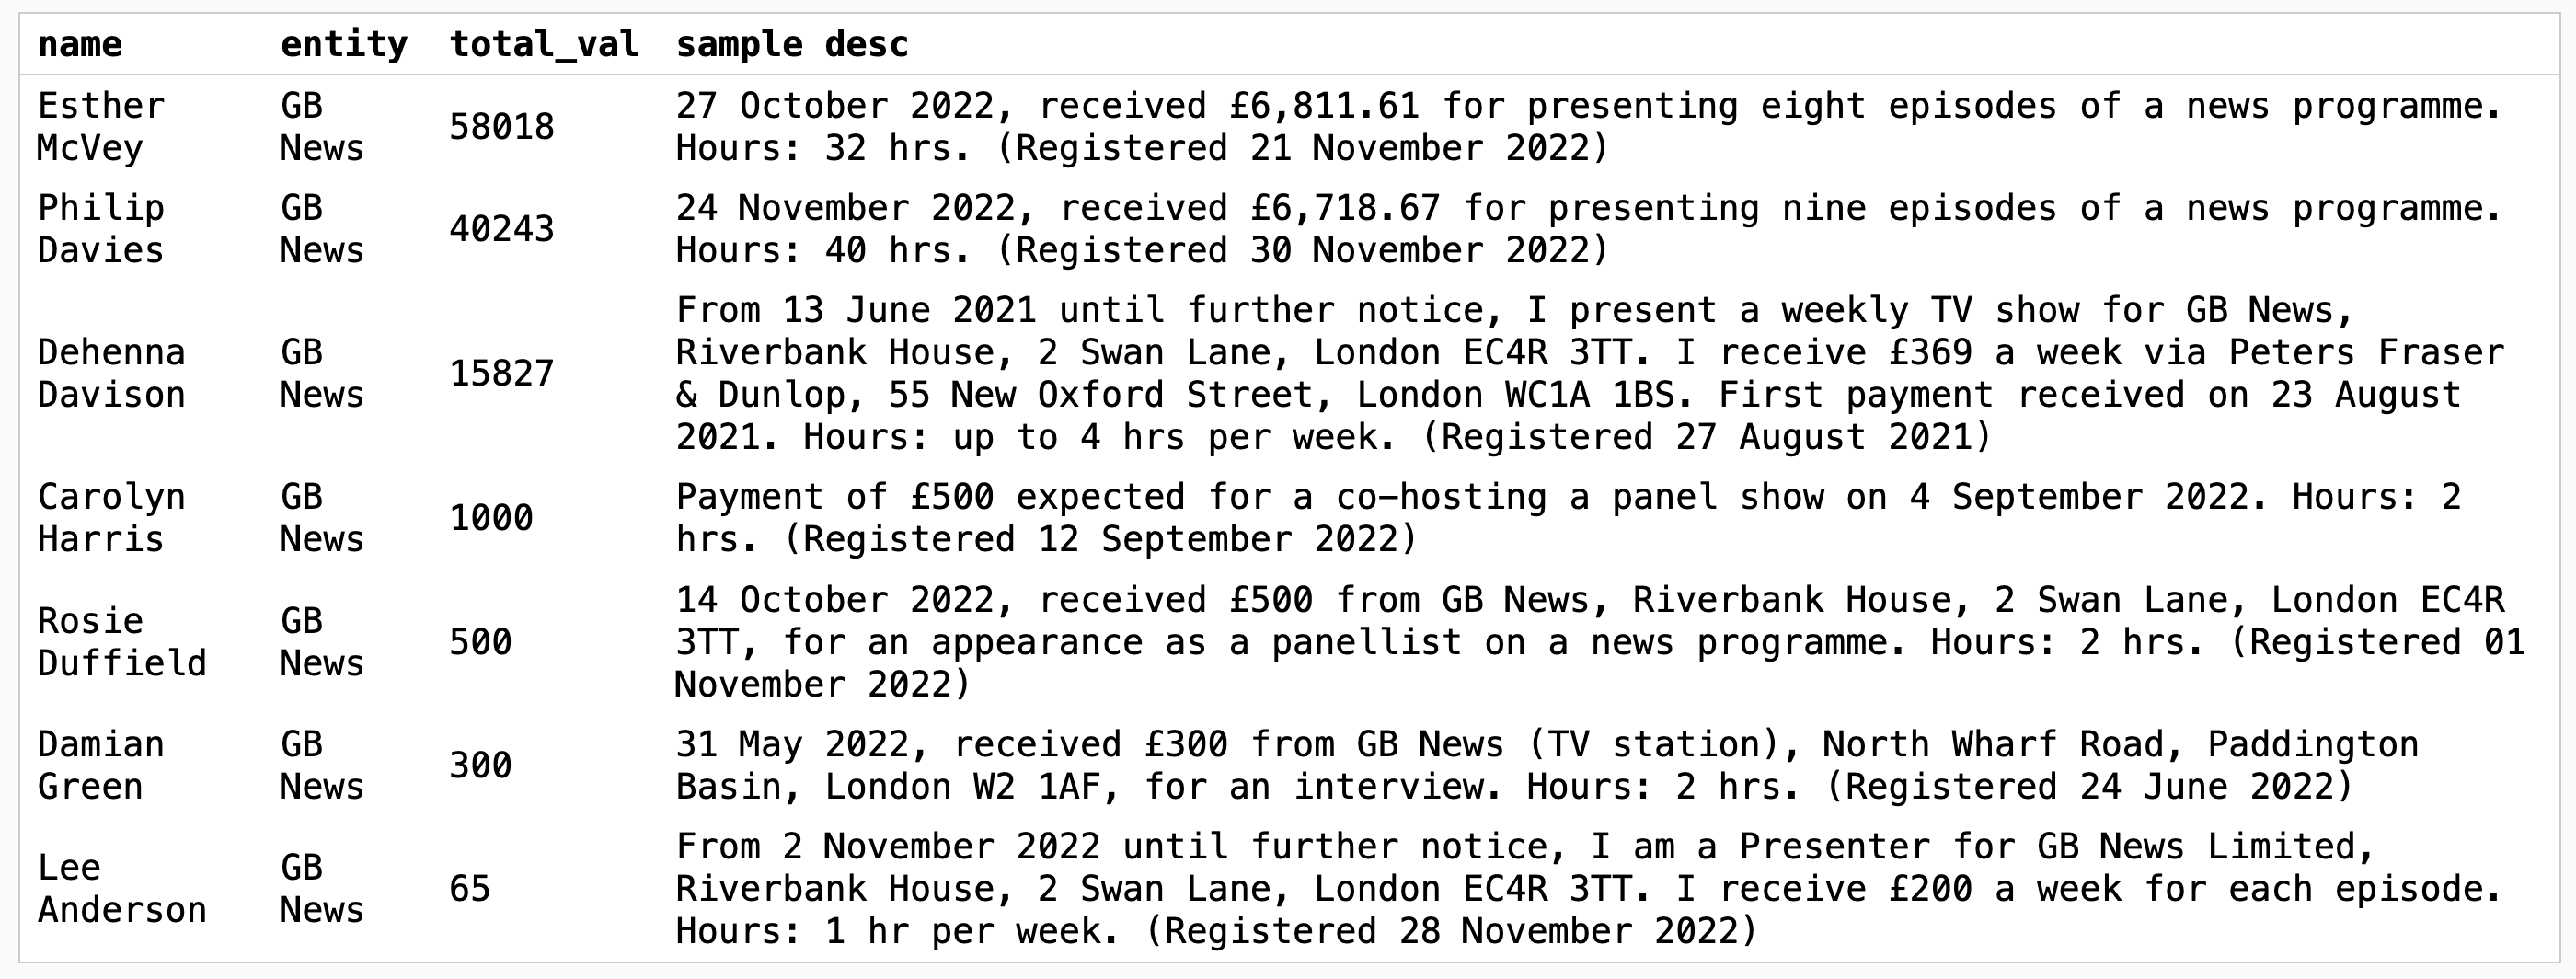 name entity total_val sample desc
Esther GB 27 October 2022, received £6,811.61 for presenting eight episodes of a news programme.
58018
McVey News Hours: 32 hrs. (Registered 21 November 2022)
Philip GB 24 November 2022, received £6,718.67 for presenting nine episodes of a news programme.
40243
Davies News Hours: 40 hrs. (Registered 30 November 2022)
From 13 June 2021 until further notice, I present a weekly TV show for GB News,
Dehenna GB Riverbank House, 2 Swan Lane, London EC4R 3TT. I receive £369 a week via Peters Fraser
15827
Davison News & Dunlop, 55 New Oxford Street, London WC1A 1BS. First payment received on 23 August
2021. Hours: up to 4 hrs per week. (Registered 27 August 2021)
Carolyn GB Payment of £500 expected for a co-hosting a panel show on 4 September 2022. Hours: 2
1000
Harris News hrs. (Registered 12 September 2022)
14 October 2022, received £500 from GB News, Riverbank House, 2 Swan Lane, London EC4R
Rosie GB
500 3TT, for an appearance as a panellist on a news programme. Hours: 2 hrs. (Registered 01
Duffield News
November 2022)
Damian GB 31 May 2022, received £300 from GB News (TV station), North Wharf Road, Paddington
300
Green News Basin, London W2 1AF, for an interview. Hours: 2 hrs. (Registered 24 June 2022)
From 2 November 2022 until further notice, I am a Presenter for GB News Limited,
Lee GB
65 Riverbank House, 2 Swan Lane, London EC4R 3TT. I receive £200 a week for each episode.
Anderson News
Hours: 1 hr per week. (Registered 28 November 2022)